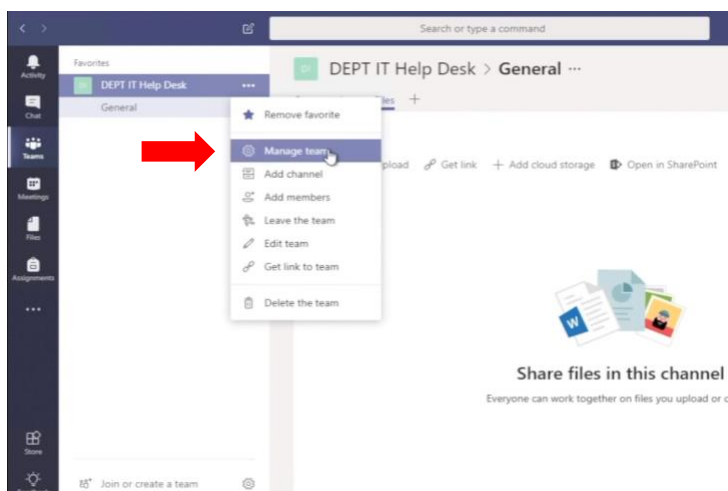 Search or type a command
Activity
Chat
Teams
Meetings
Files
Assignments
Store
Favorites
DEPT IT Help Desk
General
Remove favorite
Manage team
Add channel
Add members
Leave the team
Edit team
Get link to team
Delete the team
Join or create a team
DEPT IT Help Desk > General
Get link
Add cloud storage
Open in SharePoint
Share files in this channel
Everyone can work together on files you upload or